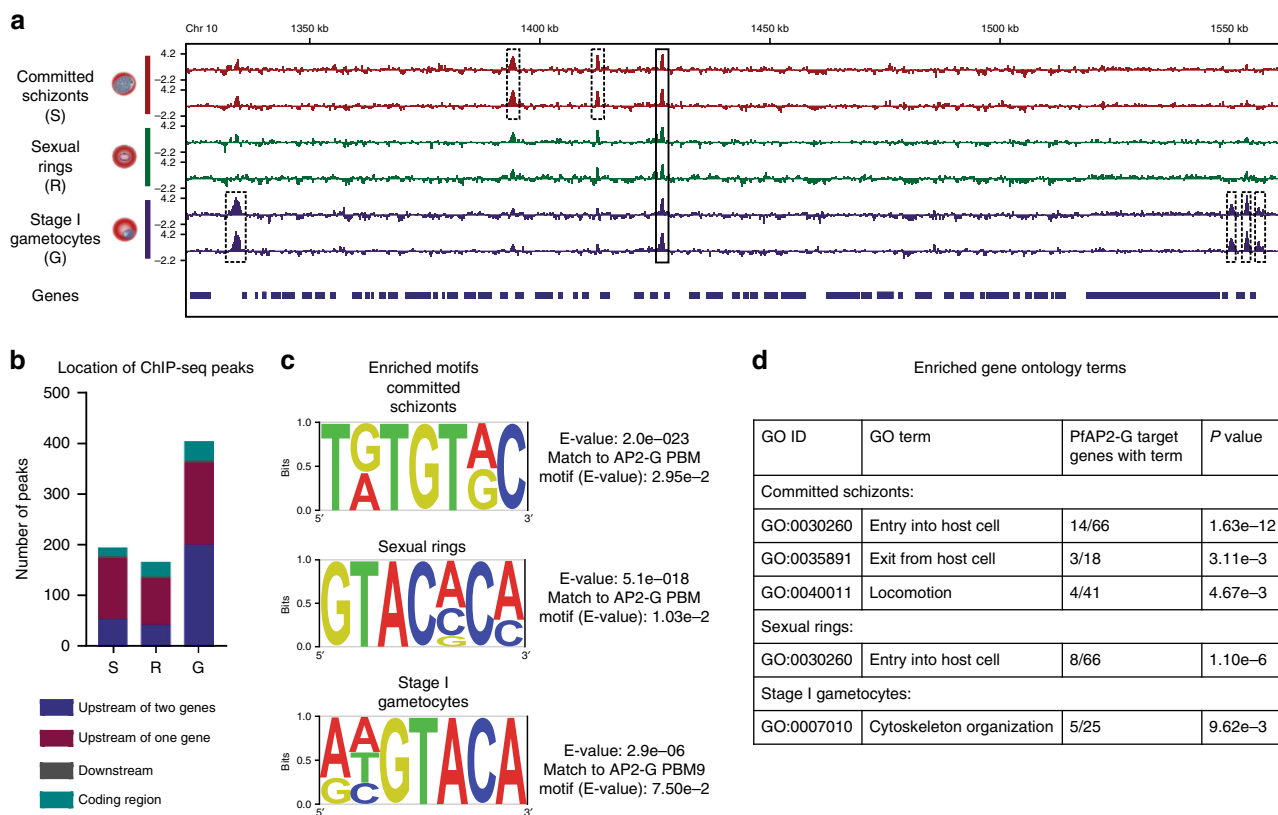 a
Chr 10
1350 kb
1400 kb
1450 kb
1500 kb
1550 kb
Committed
schizonts
(S)
4.2
−2.2
4.2
−2.2
Sexual
rings
(R)
4.2
−2.2
4.2
−2.2
Stage I
gametocytes
(G)
4.2
−2.2
4.2
−2.2
Genes
b
Location of ChIP-seq peaks
Number of peaks
500
400
300
200
100
0
S R G
Upstream of two genes
Upstream of one gene
Downstream
Coding region
c
Enriched motifs
committed
schizonts
Bits
1.0
0.5
0
TGTGTAC
A G
5′ 3′
E-value: 2.0e–023
Match to AP2-G PBM
motif (E-value): 2.95e–2
Sexual rings
Bits
1.0
0.5
0
GTACACA
C C
G
5′ 3′
E-value: 5.1e–018
Match to AP2-G PBM
motif (E-value): 1.03e–2
Stage I
gametocytes
Bits
1.0
0.5
0
AAGTACA
T
G C
5′ 3′
E-value: 2.9e–06
Match to AP2-G PBM9
motif (E-value): 7.50e–2
d
Enriched gene ontology terms
GO ID GO term PfAP2-G target P value
genes with term
Committed schizonts:
GO:0030260 Entry into host cell 14/66 1.63e–12
GO:0035891 Exit from host cell 3/18 3.11e–3
GO:0040011 Locomotion 4/41 4.67e–3
Sexual rings:
GO:0030260 Entry into host cell 8/66 1.10e–6
Stage I gametocytes:
GO:0007010 Cytoskeleton organization 5/25 9.62e–3